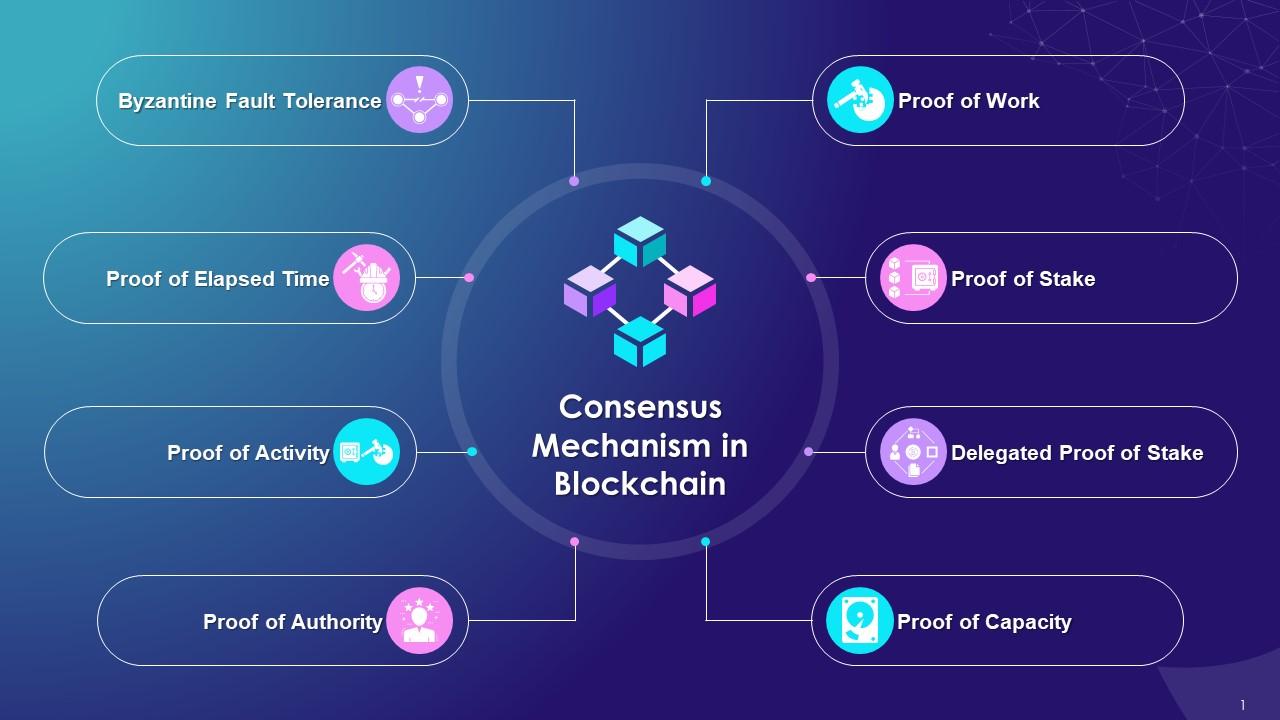 Byzantine Fault Tolerance
Proof of Work
Proof of Elapsed Time
Proof of Stake
Consensus
Mechanism in
Blockchain
Proof of Activity
Delegated Proof of Stake
Proof of Authority
Proof of Capacity
1